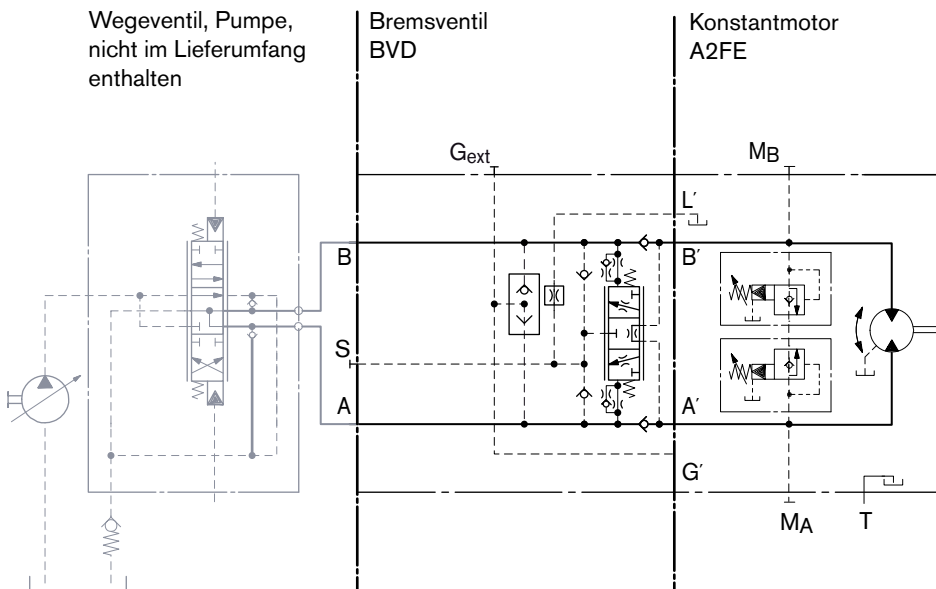 Wegeventil, Pumpe,
nicht im Lieferumfang
enthalten
Bremsventil
BVD
Konstantmotor
A2FE
Gext
MB
L′
B
B′
S
A
A′
G′
MA
T